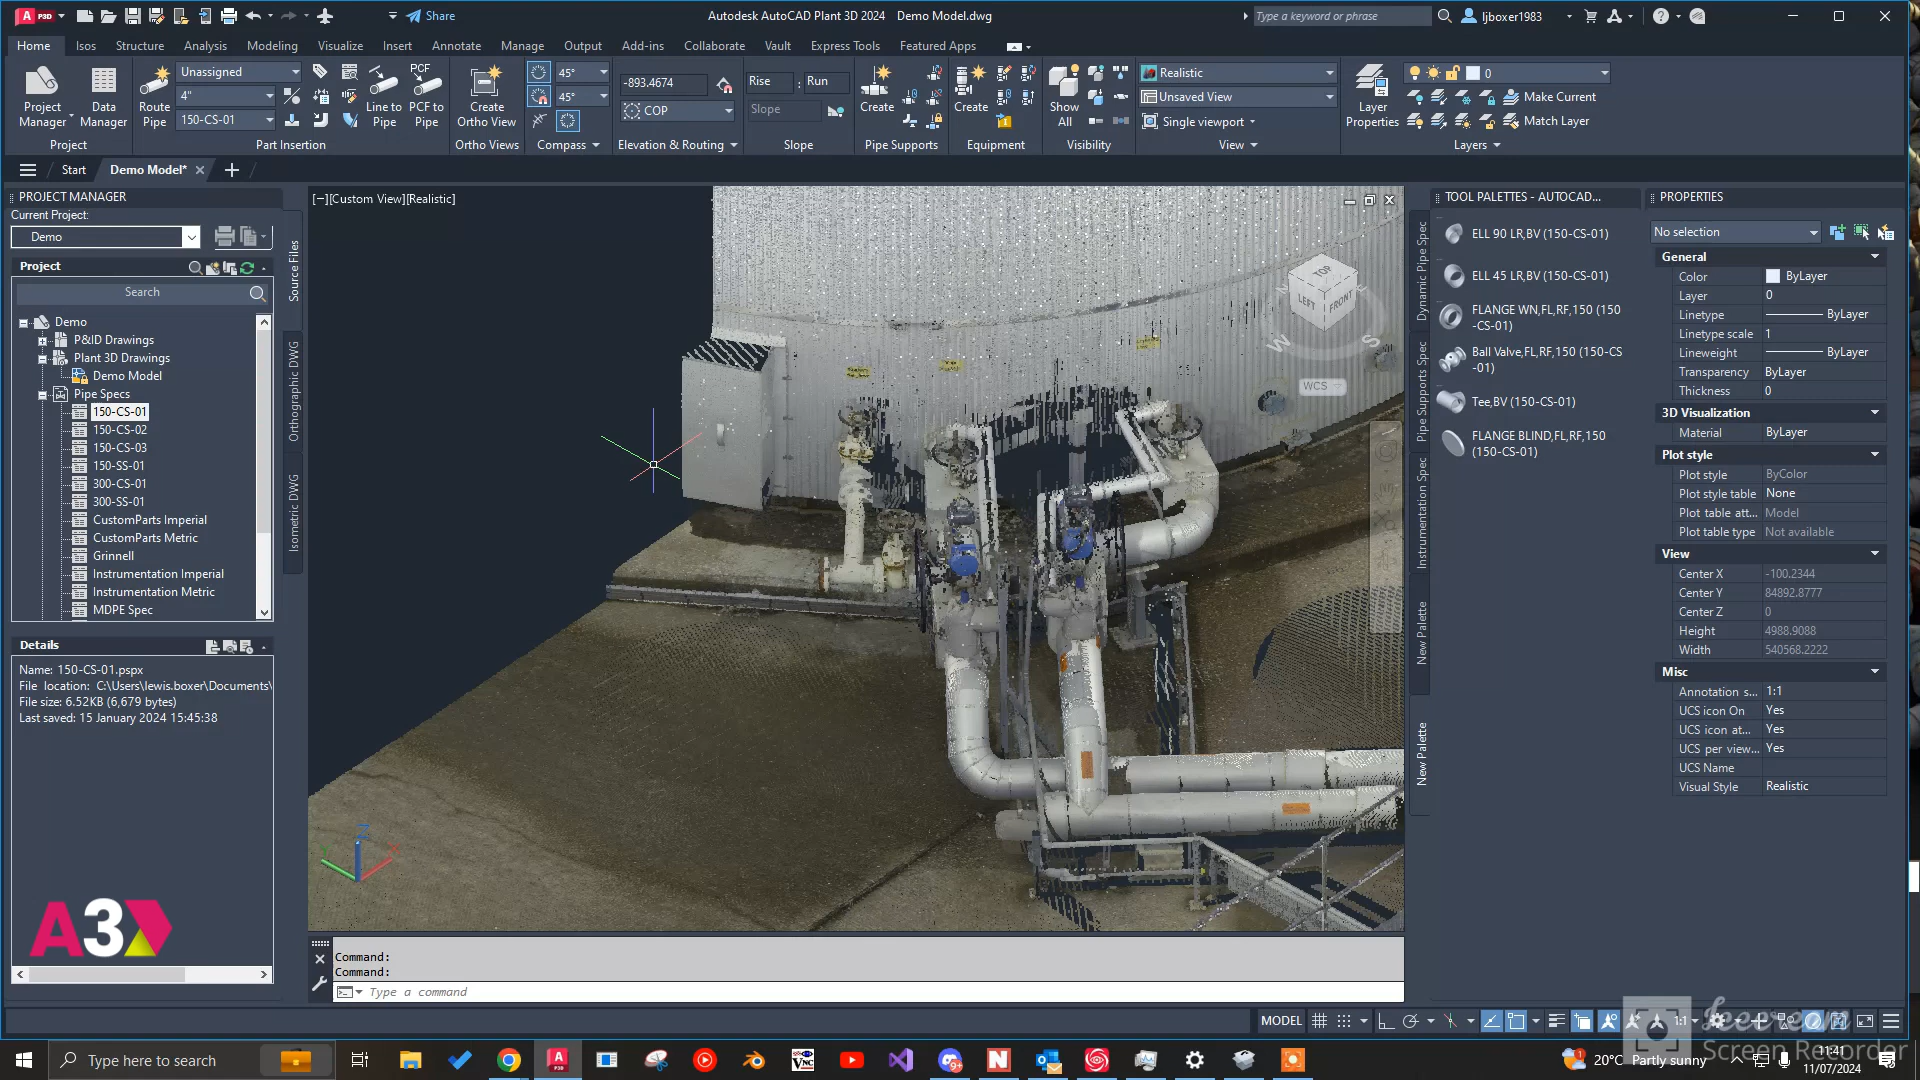 Share
Autodesk AutoCAD Plant 3D 2024 Demo Model.dwg
Type a keyword or phrase
ljboxer1983
Home Isos Structure Analysis Modeling Visualize Insert Annotate Manage Output Add-ins Collaborate Vault Express Tools Featured Apps
Project Manager
Data Manager
Project
Route Pipe
Unassigned
4"
150-CS-01
Line to Pipe
PCF
PCF to Pipe
Part Insertion
Create Ortho View
Ortho Views
45°
45°
Compass
-893.4674
COP
Elevation & Routing
Rise : Run
Slope
Slope
Create
Pipe Supports
Create
Equipment
Show All
Visibility
Realistic
Unsaved View
Single viewport
View
Layer Properties
0
Make Current
Match Layer
Layers
Start
Demo Model*
PROJECT MANAGER
Current Project:
Demo
Project
Search
Demo
P&ID Drawings
Plant 3D Drawings
Demo Model
Pipe Specs
150-CS-01
150-CS-02
150-CS-03
150-SS-01
300-CS-01
300-SS-01
CustomParts Imperial
CustomParts Metric
Grinnell
Instrumentation Imperial
Instrumentation Metric
MDPE Spec
Details
Name: 150-CS-01.pspx
File location: C:\Users\lewis.boxer\Documents\
File size: 6.52KB (6,679 bytes)
Last saved: 15 January 2024 15:45:38
A3D
Source Files
Orthographic DWG
Isometric DWG
[−][Custom View][Realistic]
TOP
LEFT
FRONT
W
S
WCS
Z
Command:
Command:
Type a command
Dynamic Pipe Spec
Pipe Supports Spec
Instrumentation Spec
New Palette
New Palette
TOOL PALETTES - AUTOCAD...
ELL 90 LR,BV (150-CS-01)
ELL 45 LR,BV (150-CS-01)
FLANGE WN,FL,RF,150 (150
-CS-01)
Ball Valve,FL,RF,150 (150-CS
-01)
Tee,BV (150-CS-01)
FLANGE BLIND,FL,RF,150
(150-CS-01)
PROPERTIES
No selection
General
Color ByLayer
Layer 0
Linetype ByLayer
Linetype scale 1
Lineweight ByLayer
Transparency ByLayer
Thickness 0
3D Visualization
Material ByLayer
Plot style
Plot style ByColor
Plot style table None
Plot table att... Model
Plot table type Not available
View
Center X -100.2344
Center Y 84892.8777
Center Z 0
Height 4988.9088
Width 540568.2222
Misc
Annotation s... 1:1
UCS icon On Yes
UCS icon at... Yes
UCS per view... Yes
UCS Name
Visual Style Realistic
MODEL
1:1
Icecream
Screen Recorder
Type here to search
20°C Partly sunny
11:41
11/07/2024